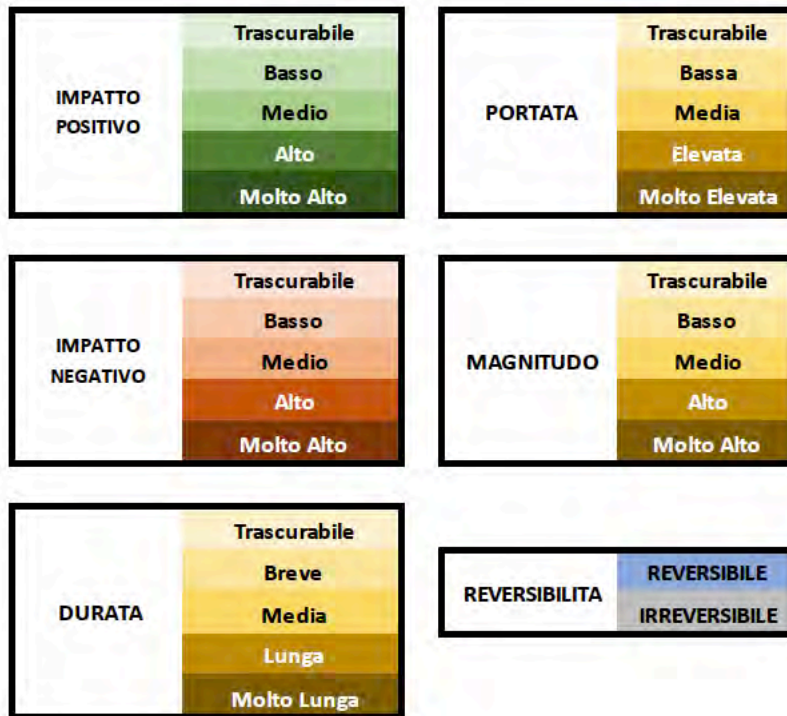 IMPATTO
POSITIVO
Trascurabile
Basso
Medio
Alto
Molto Alto
PORTATA
Trascurabile
Bassa
Media
Elevata
Molto Elevata
IMPATTO
NEGATIVO
Trascurabile
Basso
Medio
Alto
Molto Alto
MAGNITUDO
Trascurabile
Basso
Medio
Alto
Molto Alto
DURATA
Trascurabile
Breve
Media
Lunga
Molto Lunga
REVERSIBILITA
REVERSIBILE
IRREVERSIBILE